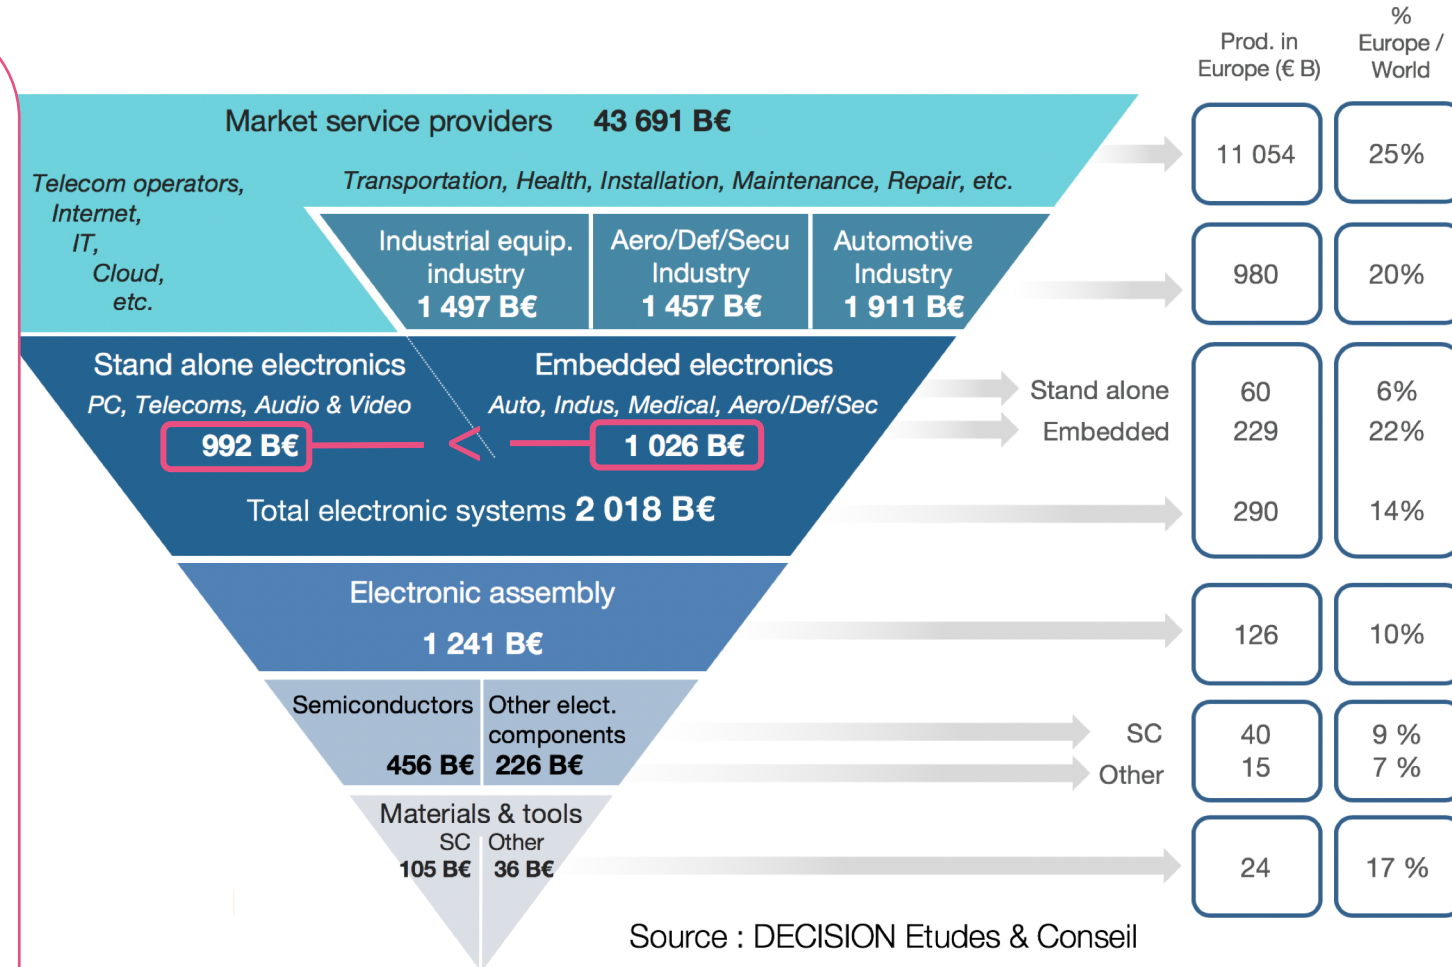 %
Prod. in Europe /
Europe (€ B) World
Market service providers 43 691 B€
Telecom operators,
Internet,
IT,
Cloud,
etc.
Transportation, Health, Installation, Maintenance, Repair, etc.
11 054 25%
Industrial equip.
industry
1 497 B€
Aero/Def/Secu
Industry
1 457 B€
Automotive
Industry
1 911 B€
980 20%
Stand alone electronics
PC, Telecoms, Audio & Video
992 B€
<
Embedded electronics
Auto, Indus, Medical, Aero/Def/Sec
1 026 B€
Stand alone 60 6%
Embedded 229 22%
Total electronic systems 2 018 B€
290 14%
Electronic assembly
1 241 B€
126 10%
Semiconductors
456 B€
Other elect.
components
226 B€
SC 40 9 %
Other 15 7 %
Materials & tools
SC Other
105 B€ 36 B€
24 17 %
Source : DECISION Etudes & Conseil